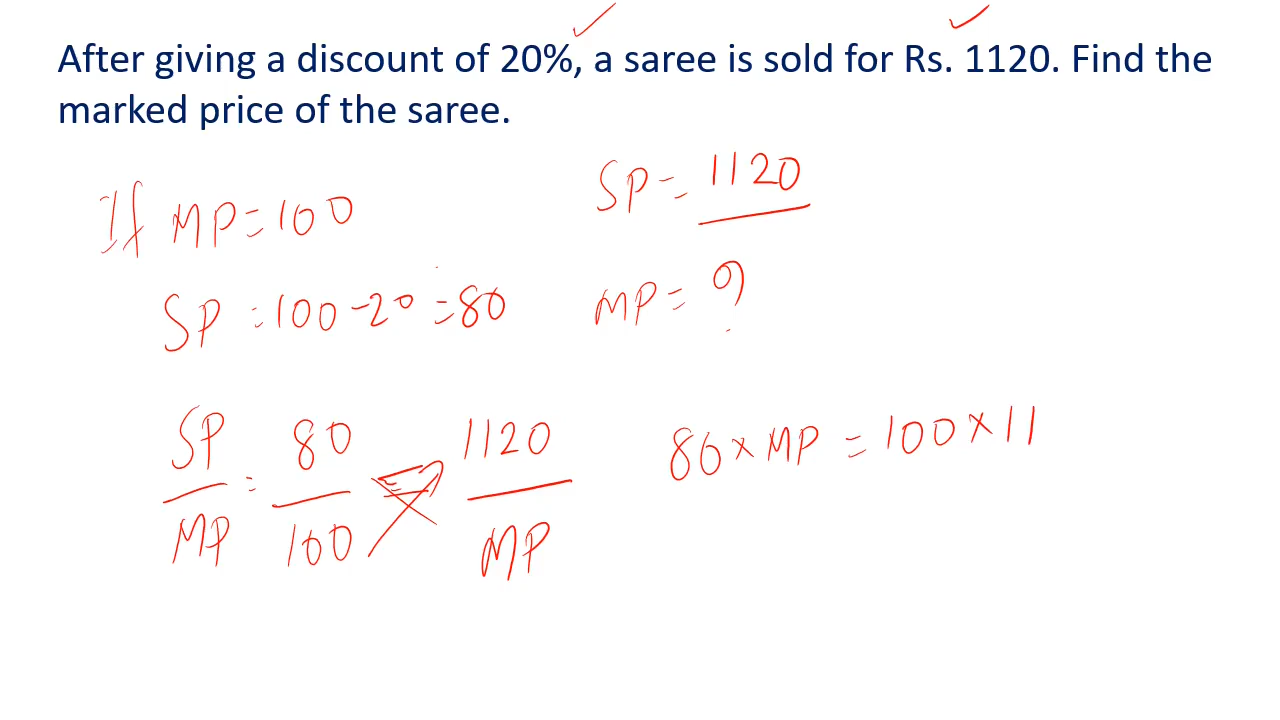 After giving a discount of 20%, a saree is sold for Rs. 1120. Find the
marked price of the saree.
If MP = 100
SP = 1120
SP = 100 - 20 = 80
MP = ?
SP/MP = 80/100 = 1120/MP
80 × MP = 100 × 11